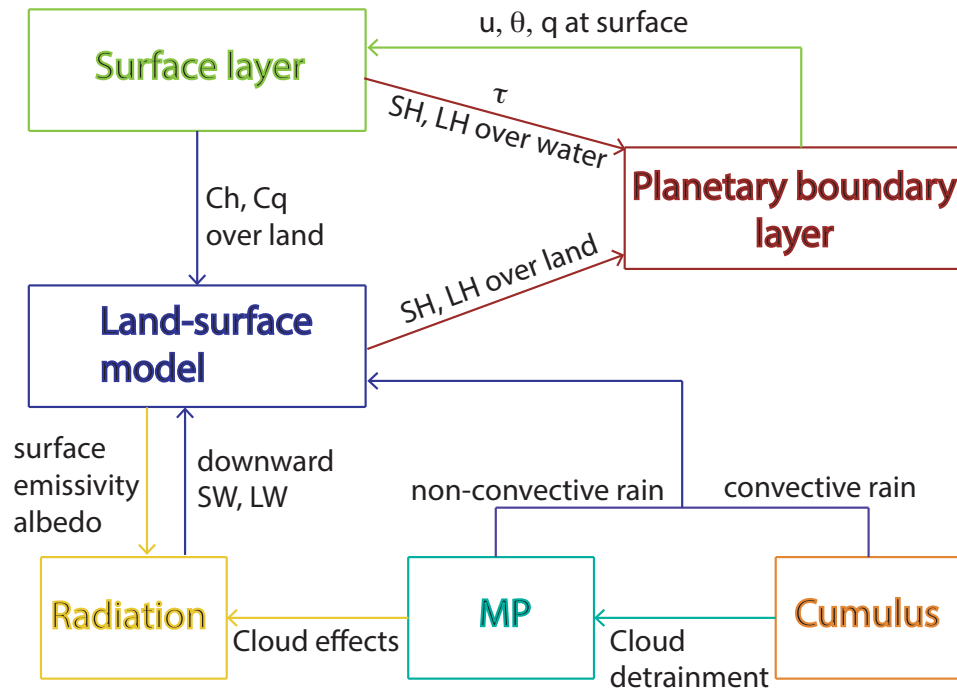 u, θ, q at surface
Surface layer
τ
SH, LH over water
Planetary boundary
layer
Ch, Cq
over land
SH, LH over land
Land-surface
model
surface
emissivity
albedo
downward
SW, LW
non-convective rain
convective rain
Radiation
MP
Cumulus
Cloud effects
Cloud
detrainment